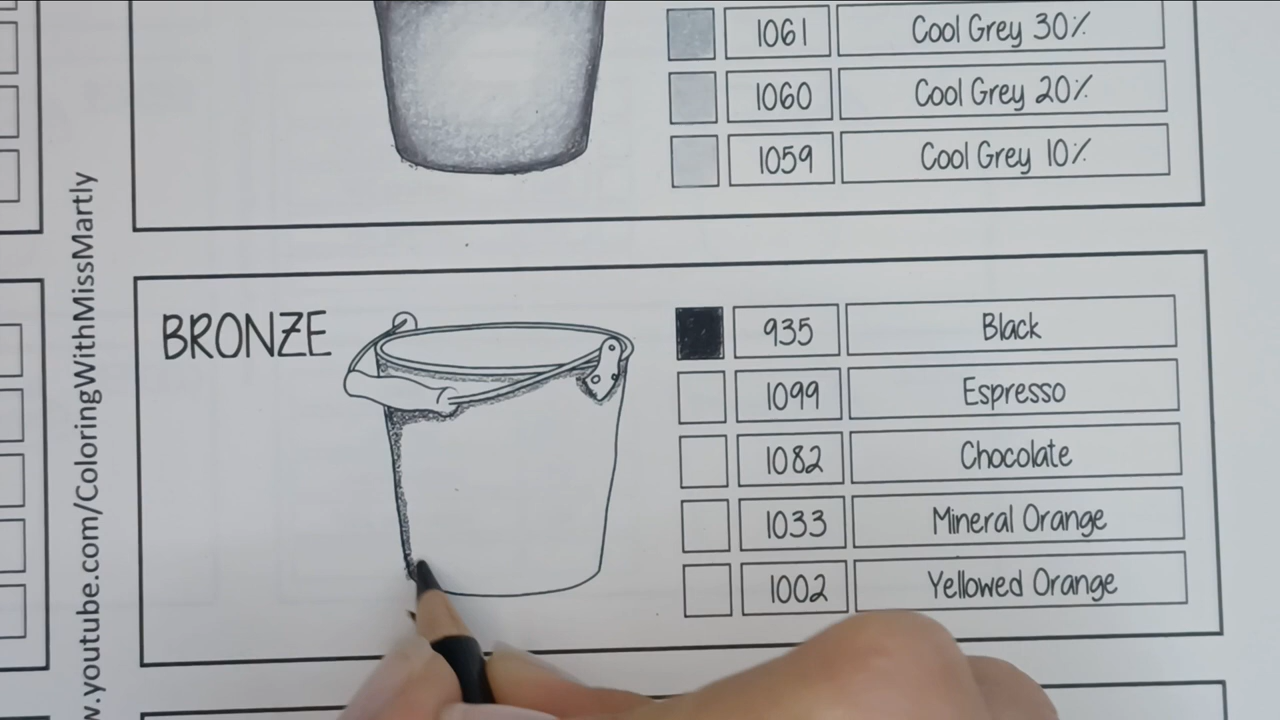 1061 Cool Grey 30%
1060 Cool Grey 20%
1059 Cool Grey 10%
w.youtube.com/ColoringWithMissMartly
BRONZE
935 Black
1099 Espresso
1082 Chocolate
1033 Mineral Orange
1002 Yellowed Orange